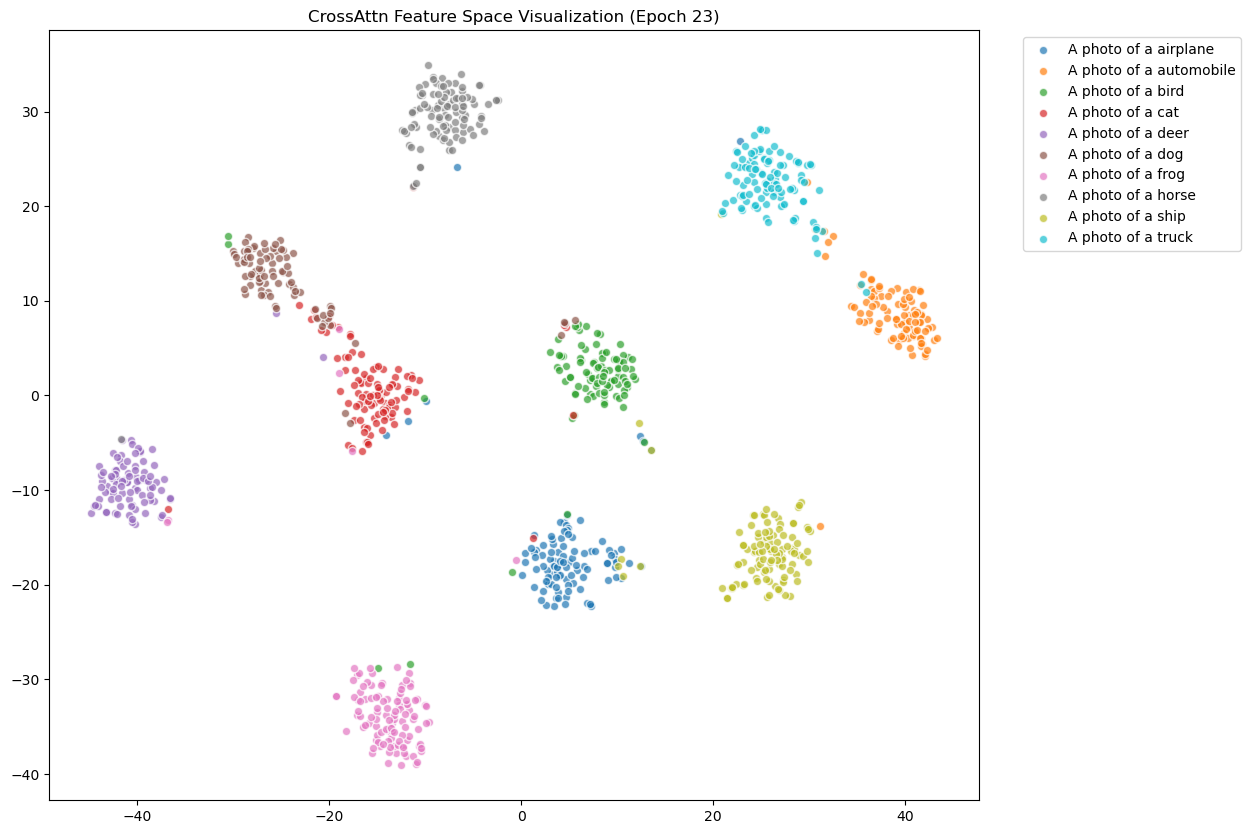 CrossAttn Feature Space Visualization (Epoch 23)
A photo of a airplane
A photo of a automobile
A photo of a bird
A photo of a cat
A photo of a deer
A photo of a dog
A photo of a frog
A photo of a horse
A photo of a ship
A photo of a truck
30
20
10
0
−10
−20
−30
−40
−40
−20
0
20
40